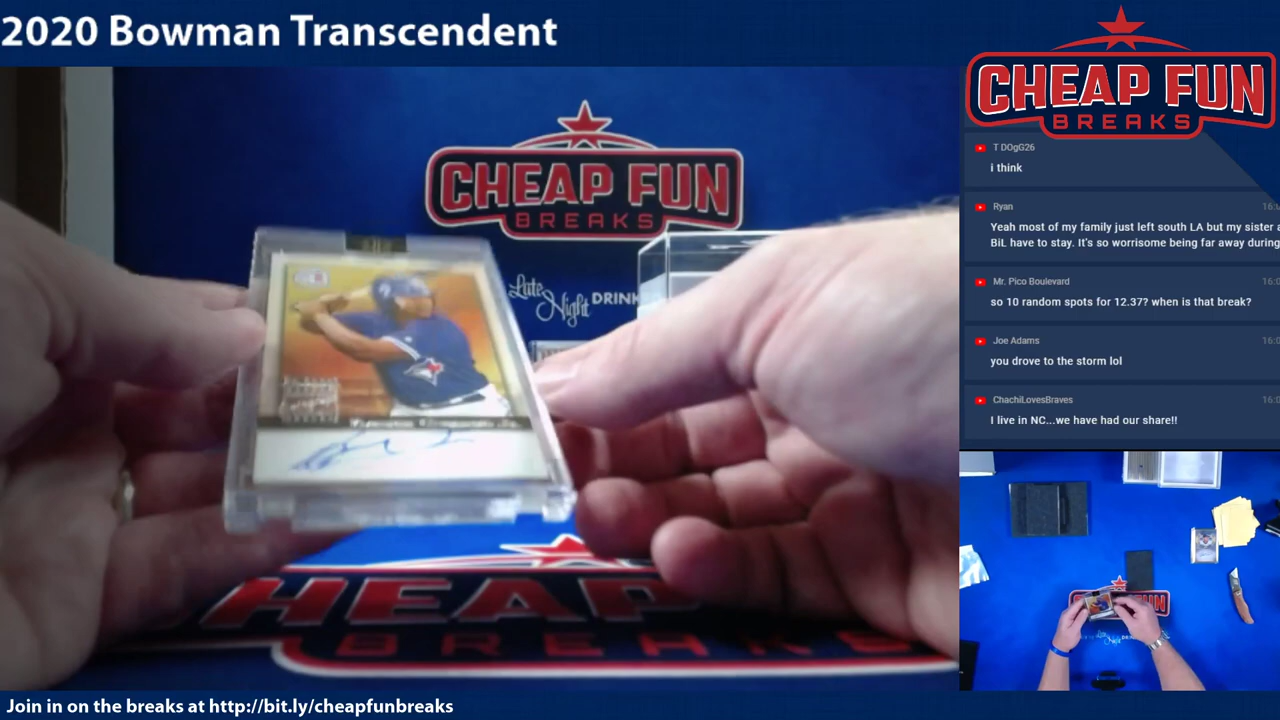 2020 Bowman Transcendent
CHEAP FUN
BREAKS
CHEAP FUN
BREAKS
Late
Night DRINK
T DOgG26
i think
Ryan
Yeah most of my family just left south LA but my sister
BiL have to stay. It's so worrisome being far away during
Mr. Pico Boulevard
so 10 random spots for 12.37? when is that break?
Joe Adams
you drove to the storm lol
ChachiLovesBraves
I live in NC...we have had our share!!
HEAP
BREAKS
Join in on the breaks at http://bit.ly/cheapfunbreaks